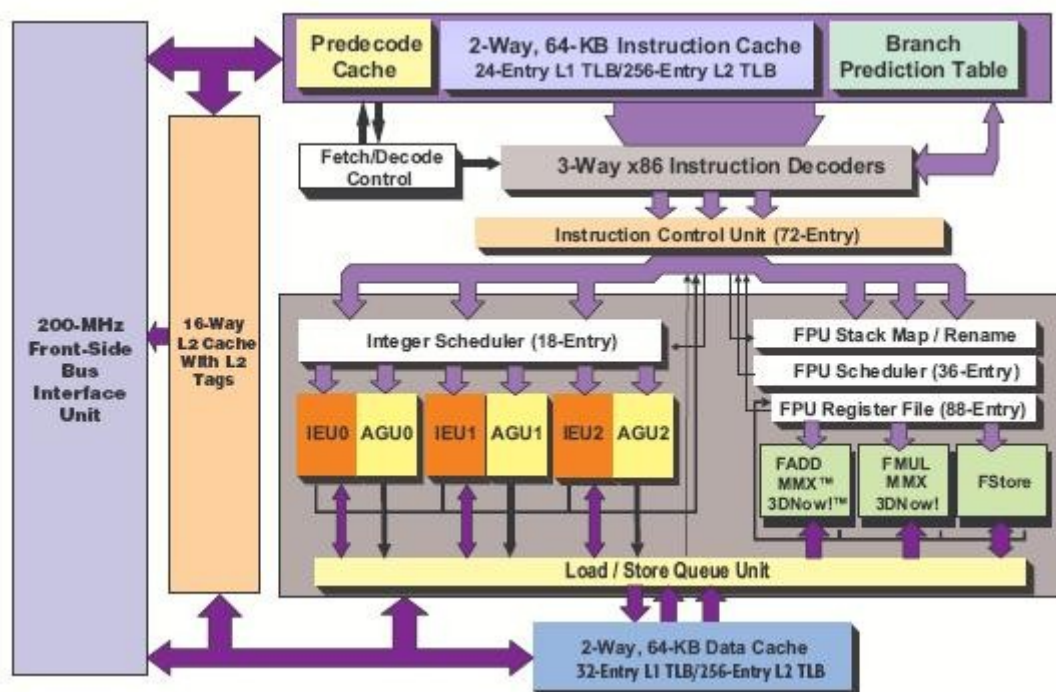 Predecode
Cache
2-Way, 64-KB Instruction Cache
24-Entry L1 TLB/256-Entry L2 TLB
Branch
Prediction Table
Fetch/Decode
Control
3-Way x86 Instruction Decoders
Instruction Control Unit (72-Entry)
200-MHz
Front-Side
Bus
Interface
Unit
16-Way
L2 Cache
With L2
Tags
Integer Scheduler (18-Entry)
FPU Stack Map / Rename
FPU Scheduler (36-Entry)
FPU Register File (88-Entry)
IEU0
AGU0
IEU1
AGU1
IEU2
AGU2
FADD
MMX™
3DNow!™
FMUL
MMX
3DNow!
FStore
Load / Store Queue Unit
2-Way, 64-KB Data Cache
32-Entry L1 TLB/256-Entry L2 TLB